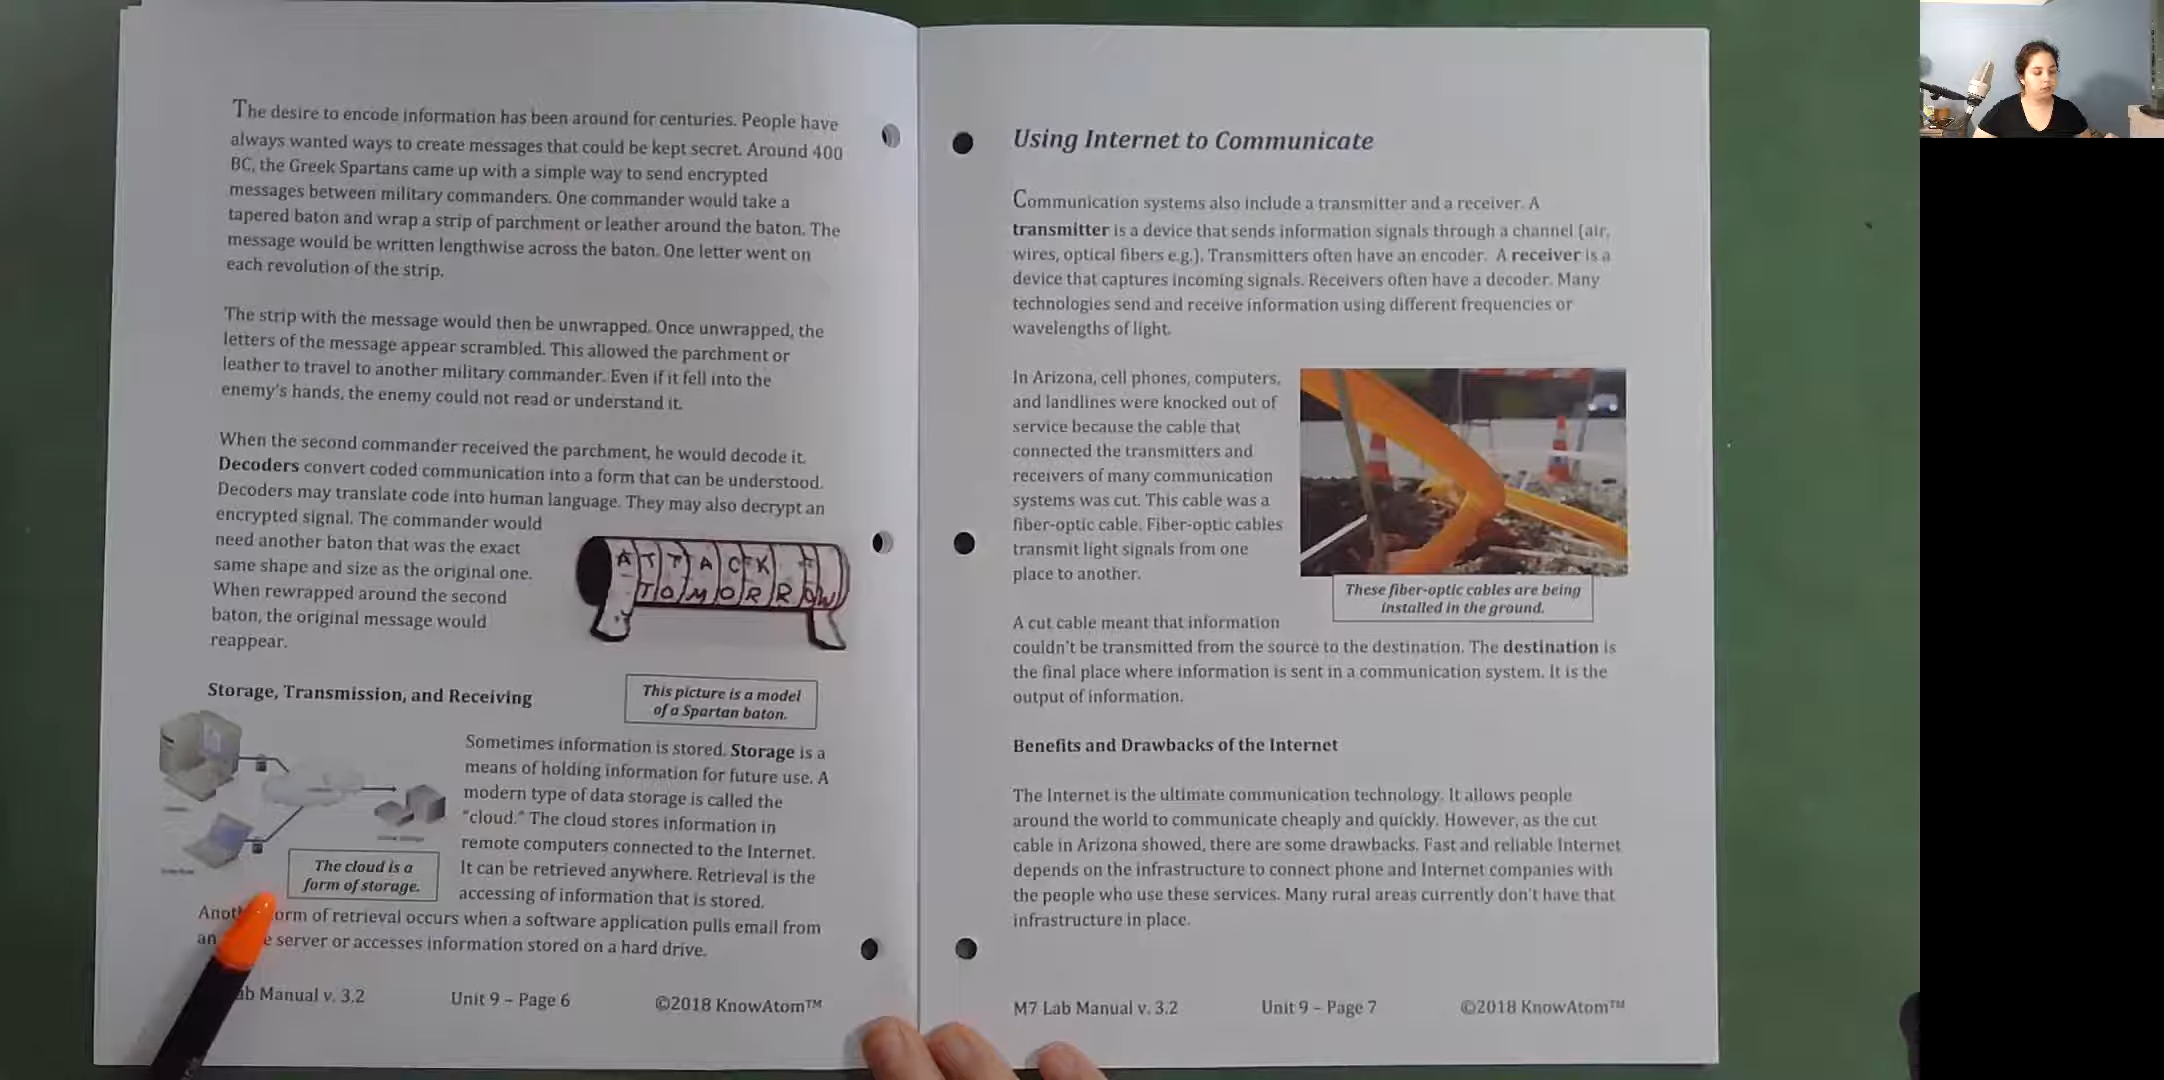 The desire to encode information has been around for centuries. People have
always wanted ways to create messages that could be kept secret. Around 400
BC, the Greek Spartans came up with a simple way to send encrypted
messages between military commanders. One commander would take a
tapered baton and wrap a strip of parchment or leather around the baton. The
message would be written lengthwise across the baton. One letter went on
each revolution of the strip.
The strip with the message would then be unwrapped. Once unwrapped, the
letters of the message appear scrambled. This allowed the parchment or
leather to travel to another military commander. Even if it fell into the
enemy's hands, the enemy could not read or understand it.
When the second commander received the parchment, he would decode it.
Decoders convert coded communication into a form that can be understood.
Decoders may translate code into human language. They may also decrypt an
encrypted signal. The commander would
need another baton that was the exact
same shape and size as the original one.
When rewrapped around the second
baton, the original message would
reappear.
ATTACK
TOMORROW
This picture is a model
of a Spartan baton.
Storage, Transmission, and Receiving
Sometimes information is stored. Storage is a
means of holding information for future use. A
modern type of data storage is called the
"cloud." The cloud stores information in
remote computers connected to the Internet.
It can be retrieved anywhere. Retrieval is the
accessing of information that is stored.
The cloud is a
form of storage.
Anoth orm of retrieval occurs when a software application pulls email from
an e server or accesses information stored on a hard drive.
ab Manual v. 3.2 Unit 9 – Page 6 ©2018 KnowAtom™
Using Internet to Communicate
Communication systems also include a transmitter and a receiver. A
transmitter is a device that sends information signals through a channel (air,
wires, optical fibers e.g.). Transmitters often have an encoder. A receiver is a
device that captures incoming signals. Receivers often have a decoder. Many
technologies send and receive information using different frequencies or
wavelengths of light.
In Arizona, cell phones, computers,
and landlines were knocked out of
service because the cable that
connected the transmitters and
receivers of many communication
systems was cut. This cable was a
fiber-optic cable. Fiber-optic cables
transmit light signals from one
place to another.
These fiber-optic cables are being
installed in the ground.
A cut cable meant that information
couldn't be transmitted from the source to the destination. The destination is
the final place where information is sent in a communication system. It is the
output of information.
Benefits and Drawbacks of the Internet
The Internet is the ultimate communication technology. It allows people
around the world to communicate cheaply and quickly. However, as the cut
cable in Arizona showed, there are some drawbacks. Fast and reliable Internet
depends on the infrastructure to connect phone and Internet companies with
the people who use these services. Many rural areas currently don't have that
infrastructure in place.
M7 Lab Manual v. 3.2 Unit 9 – Page 7 ©2018 KnowAtom™